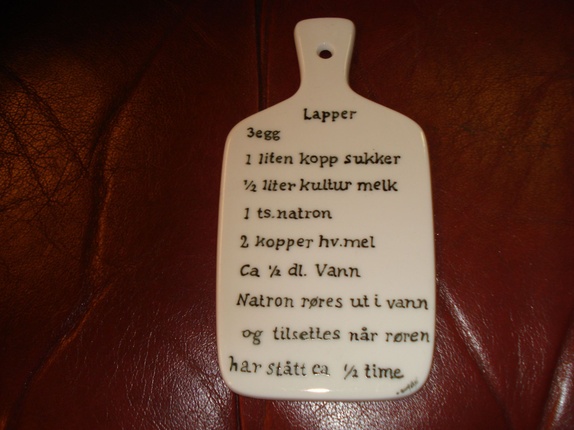 Lapper
3egg
1 liten kopp sukker
½ liter kultur melk
1 ts.natron
2 kopper hv.mel
Ca ½ dl. Vann
Natron røres ut i vann
og tilsettes når røren
har stått ca ½ time